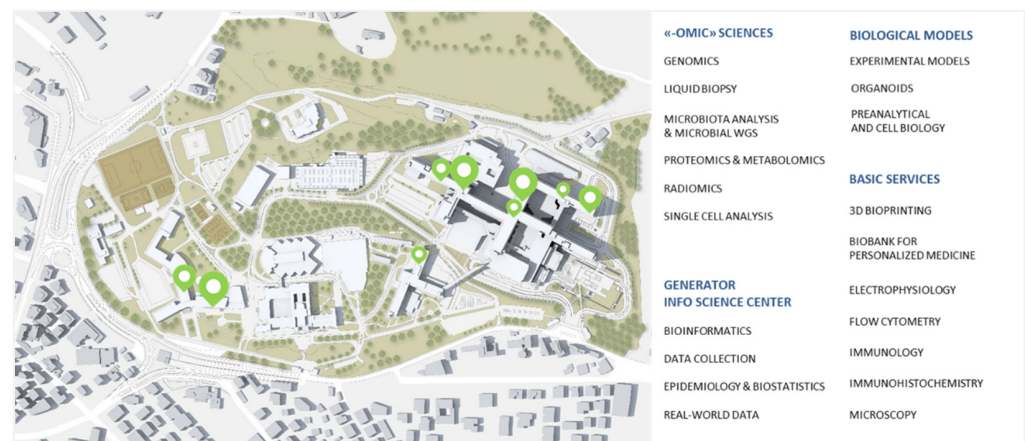 «-OMIC» SCIENCES
GENOMICS
LIQUID BIOPSY
MICROBIOTA ANALYSIS
& MICROBIAL WGS
PROTEOMICS & METABOLOMICS
RADIOMICS
SINGLE CELL ANALYSIS
GENERATOR
INFO SCIENCE CENTER
BIOINFORMATICS
DATA COLLECTION
EPIDEMIOLOGY & BIOSTATISTICS
REAL-WORLD DATA
BIOLOGICAL MODELS
EXPERIMENTAL MODELS
ORGANOIDS
PREANALYTICAL
AND CELL BIOLOGY
BASIC SERVICES
3D BIOPRINTING
BIOBANK FOR
PERSONALIZED MEDICINE
ELECTROPHYSIOLOGY
FLOW CYTOMETRY
IMMUNOLOGY
IMMUNOHISTOCHEMISTRY
MICROSCOPY